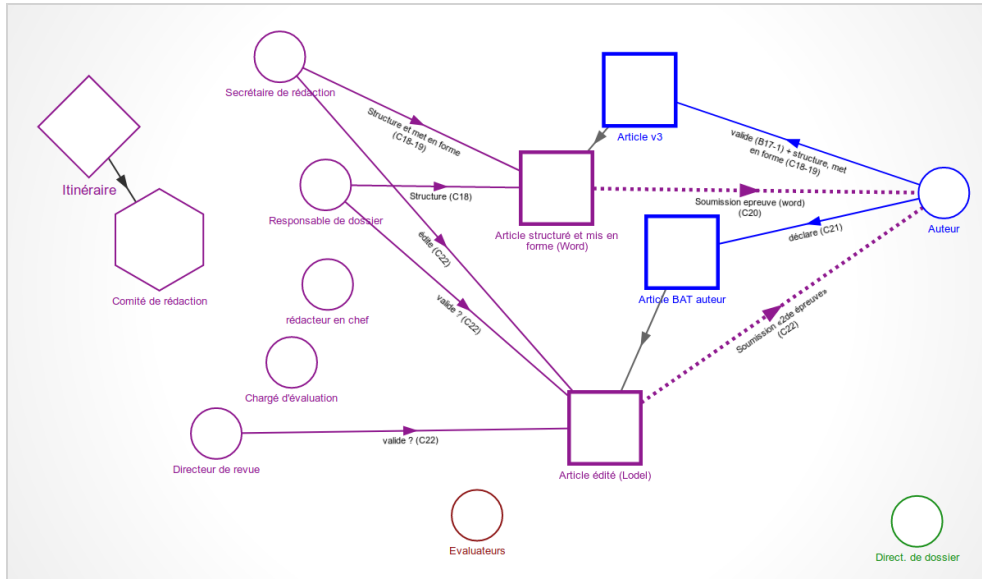 Secrétaire de rédaction
Structure et met en forme
(C18-19)
Article v3
valide (B17-1) + structure, met
en forme (C18-19)
Itinéraire
Responsable de dossier
Structure (C18)
Soumission epreuve (word)
(C20)
Auteur
Article structuré et mis en
forme (Word)
édite (C22)
déclare (C21)
Comité de rédaction
Article BAT auteur
rédacteur en chef
valide ? (C22)
Soumission «2de épreuve»
(C22)
Chargé d'évaluation
valide ? (C22)
Directeur de revue
Article édité (Lodel)
Evaluateurs
Direct. de dossier